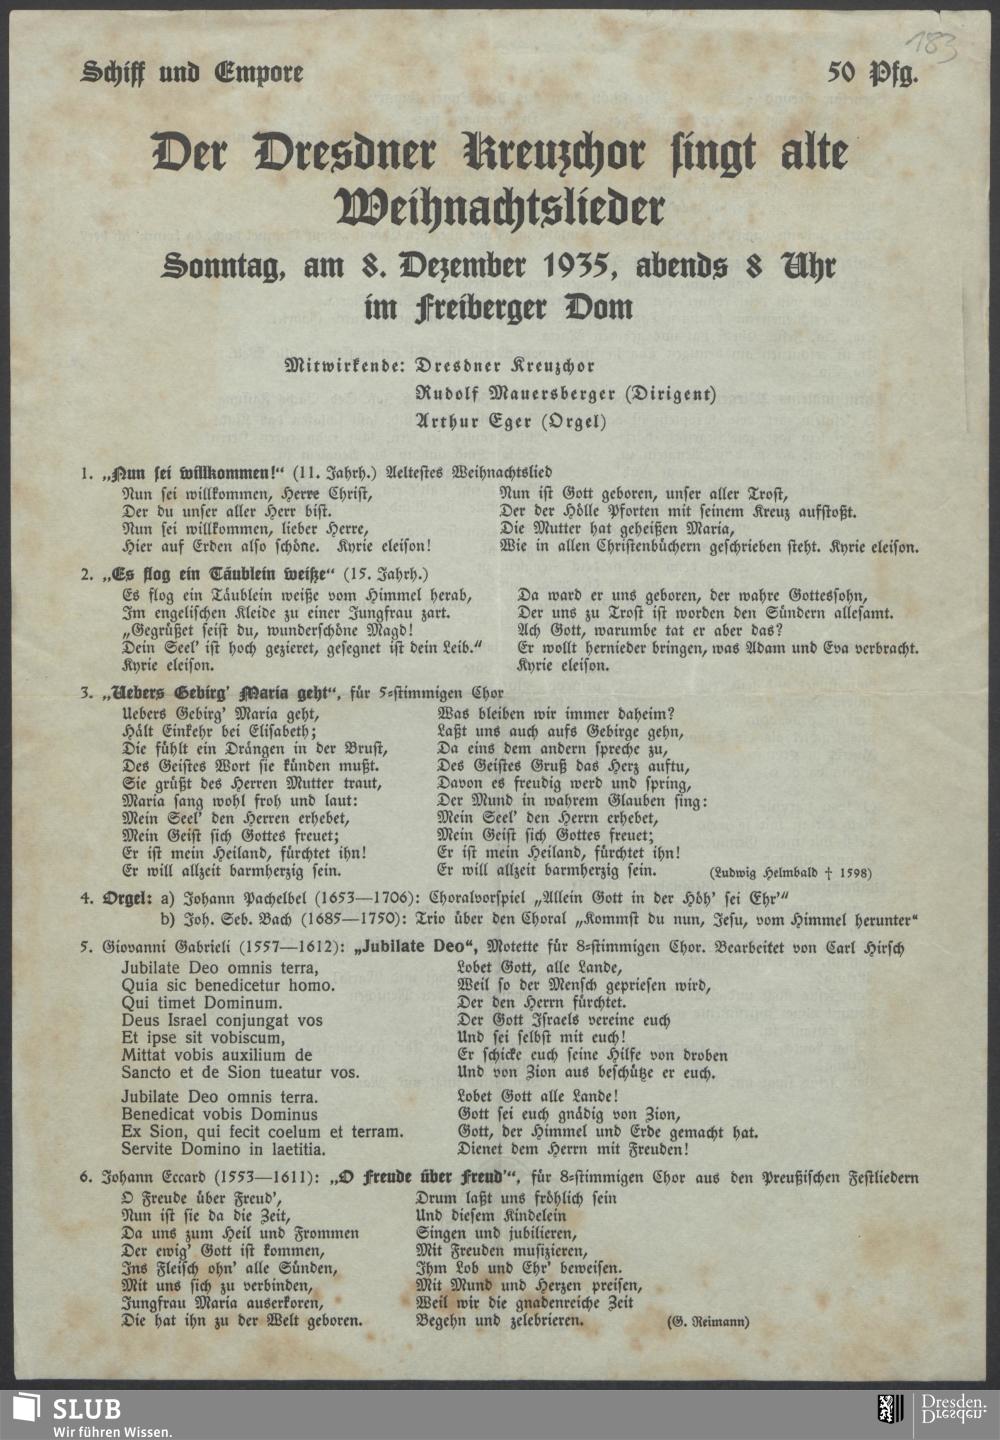 183
Schiff und Empore
50 Pfg.
Der Dresdner Kreuzchor singt alte
Weihnachtslieder
Sonntag, am 8. Dezember 1935, abends 8 Uhr
im Freiberger Dom
Mitwirkende: Dresdner Kreuzchor
Rudolf Mauersberger (Dirigent)
Arthur Eger (Orgel)
1. „Nun sei willkommen!“ (11. Jahrh.) Aeltestes Weihnachtslied
Nun sei willkommen, Herre Christ,
Der du unser aller Herr bist.
Nun sei willkommen, lieber Herre,
Hier auf Erden also schöne. Kyrie eleison!
Nun ist Gott geboren, unser aller Trost,
Der der Hölle Pforten mit seinem Kreuz aufstoßt.
Die Mutter hat geheißen Maria,
Wie in allen Christenbüchern geschrieben steht. Kyrie eleison.
2. „Es flog ein Täublein weiße“ (15. Jahrh.)
Es flog ein Täublein weiße vom Himmel herab,
Im engelischen Kleide zu einer Jungfrau zart.
„Gegrüßet seist du, wunderschöne Magd!
Dein Seel' ist hoch gezieret, gesegnet ist dein Leib.“
Kyrie eleison.
Da ward er uns geboren, der wahre Gottessohn,
Der uns zu Trost ist worden den Sündern allesamt.
Ach Gott, warumbe tat er aber das?
Er wollt hernieder bringen, was Adam und Eva verbracht.
Kyrie eleison.
3. „Uebers Gebirg' Maria geht“, für 5-stimmigen Chor
Uebers Gebirg' Maria geht,
Hält Einkehr bei Elisabeth;
Die fühlt ein Drängen in der Brust,
Des Geistes Wort sie künden mußt.
Sie grüßt des Herren Mutter traut,
Maria sang wohl froh und laut:
Mein Seel' den Herren erhebet,
Mein Geist sich Gottes freuet;
Er ist mein Heiland, fürchtet ihn!
Er will allzeit barmherzig sein.
Was bleiben wir immer daheim?
Laßt uns auch aufs Gebirge gehn,
Da eins dem andern spreche zu,
Des Geistes Gruß das Herz auftu,
Davon es freudig werd und spring,
Der Mund in wahrem Glauben sing:
Mein Seel' den Herrn erhebet,
Mein Geist sich Gottes freuet;
Er ist mein Heiland, fürchtet ihn!
Er will allzeit barmherzig sein.
(Ludwig Helmbald † 1598)
4. Orgel: a) Johann Pachelbel (1653—1706): Choralvorspiel „Allein Gott in der Höh' sei Ehr'“
b) Joh. Seb. Bach (1685—1750): Trio über den Choral „Kommst du nun, Jesu, vom Himmel herunter“
5. Giovanni Gabrieli (1557—1612): „Jubilate Deo“, Motette für 8-stimmigen Chor. Bearbeitet von Carl Hirsch
Jubilate Deo omnis terra,
Quia sic benedicetur homo.
Qui timet Dominum.
Deus Israel conjungat vos
Et ipse sit vobiscum,
Mittat vobis auxilium de
Sancto et de Sion tueatur vos.
Jubilate Deo omnis terra.
Benedicat vobis Dominus
Ex Sion, qui fecit coelum et terram.
Servite Domino in laetitia.
Lobet Gott, alle Lande,
Weil so der Mensch gepriesen wird,
Der den Herrn fürchtet.
Der Gott Israels vereine euch
Und sei selbst mit euch!
Er schicke euch seine Hilfe von droben
Und von Zion aus beschütze er euch.
Lobet Gott alle Lande!
Gott sei euch gnädig von Zion,
Gott, der Himmel und Erde gemacht hat.
Dienet dem Herrn mit Freuden!
6. Johann Eccard (1553—1611): „O Freude über Freud'“, für 8-stimmigen Chor aus den Preußischen Festliedern
O Freude über Freud',
Nun ist sie da die Zeit,
Da uns zum Heil und Frommen
Der ewig' Gott ist kommen,
Ins Fleisch ohn' alle Sünden,
Mit uns sich zu verbinden,
Jungfrau Maria auserkoren,
Die hat ihn zu der Welt geboren.
Drum laßt uns fröhlich sein
Und diesem Kindelein
Singen und jubilieren,
Mit Freuden musizieren,
Ihm Lob und Ehr' beweisen.
Mit Mund und Herzen preisen,
Weil wir die gnadenreiche Zeit
Begehn und zelebrieren.
(G. Reimann)
SLUB
Wir führen Wissen.
Dresden.
Dresden.